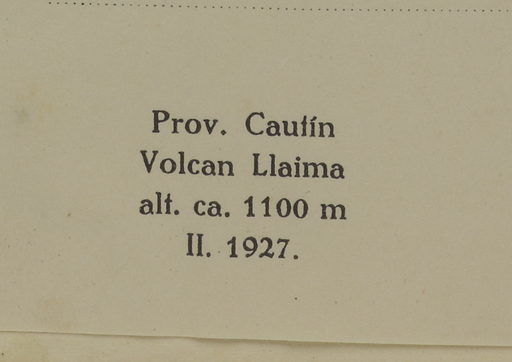 Prov. Cautín
Volcan Llaima
alt. ca. 1100 m
II. 1927.